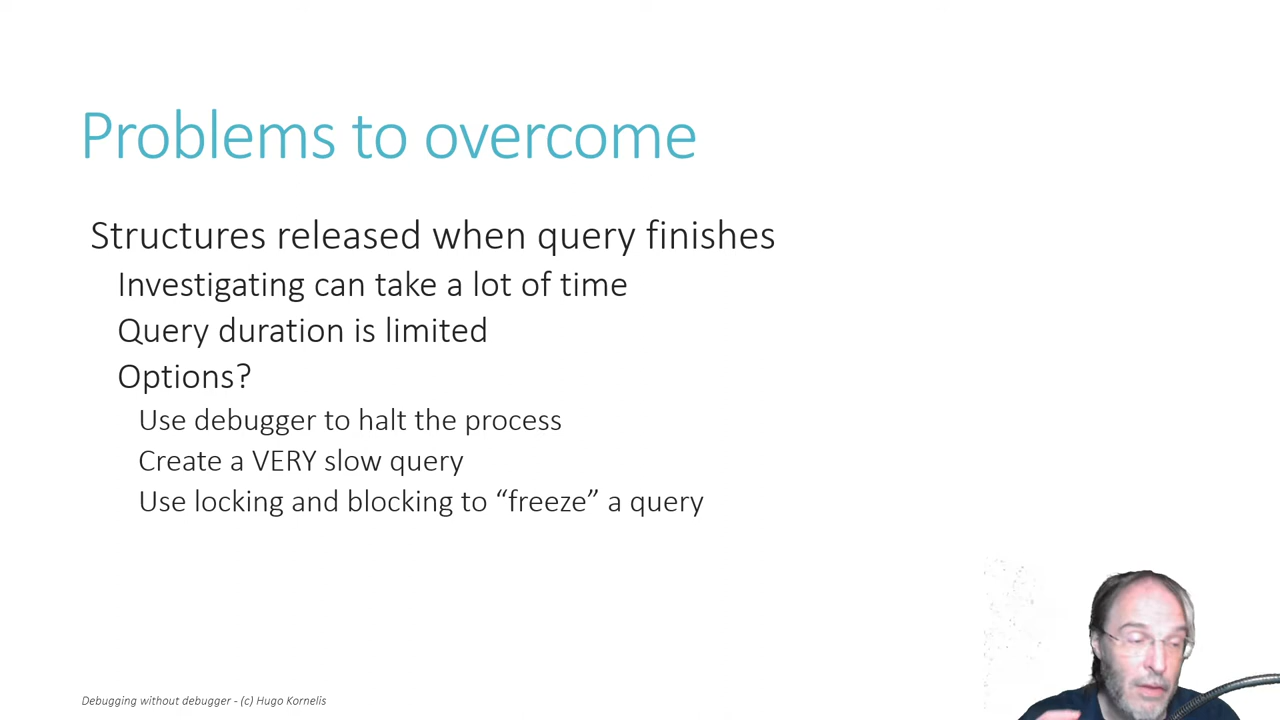 Problems to overcome
Structures released when query finishes
Investigating can take a lot of time
Query duration is limited
Options?
Use debugger to halt the process
Create a VERY slow query
Use locking and blocking to “freeze” a query
Debugging without debugger - (c) Hugo Kornelis